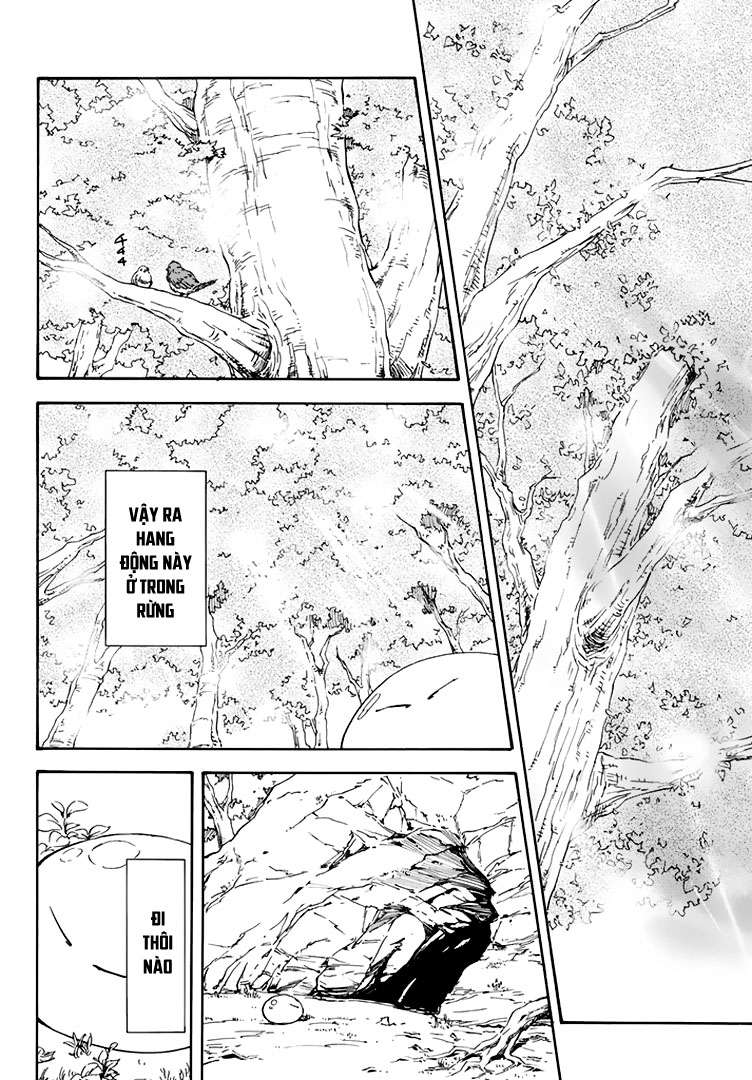 VẬY RA
HANG
ĐỘNG NÀY
Ở TRONG
RỪNG
ĐI
THÔI
NÀO